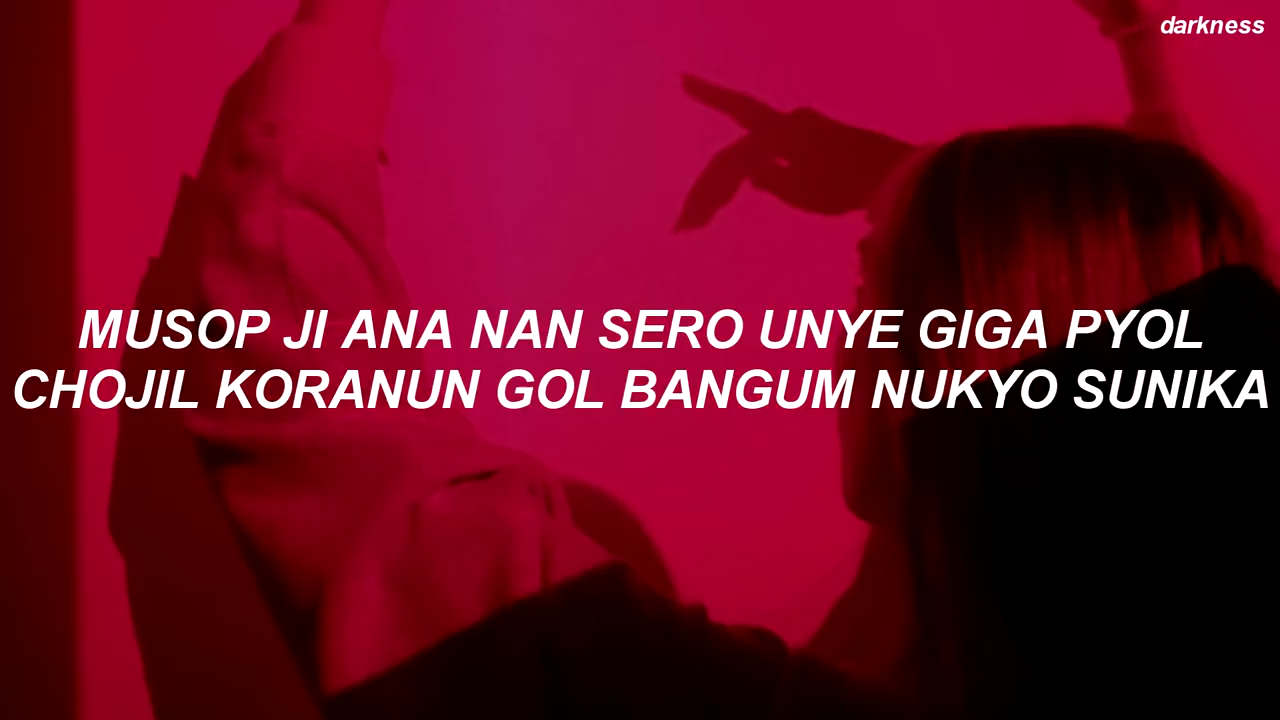 darkness
MUSOP JI ANA NAN SERO UNYE GIGA PYOL
CHOJIL KORANUN GOL BANGUM NUKYO SUNIKA